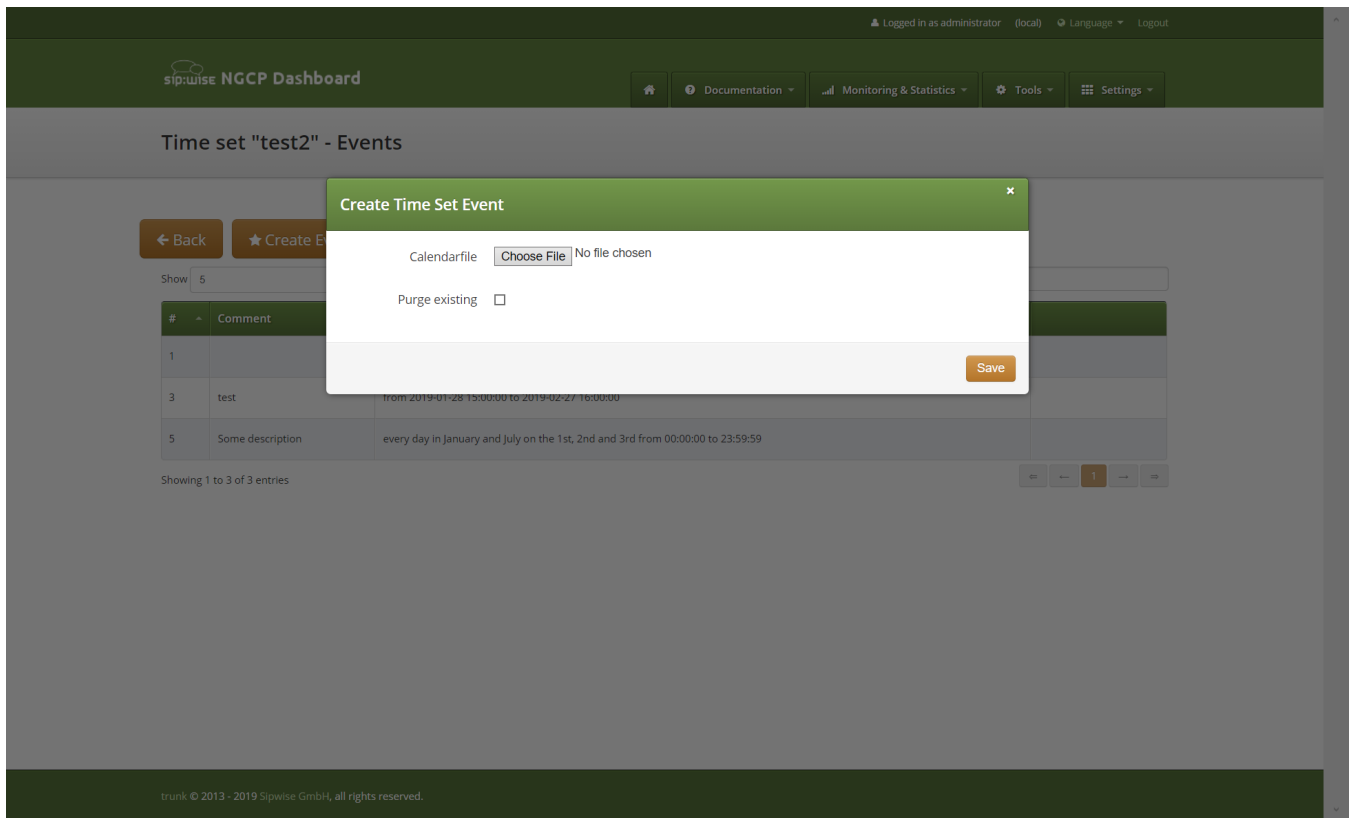 Logged in as administrator (local) Language Logout
sip:wise NGCP Dashboard
Documentation Monitoring & Statistics Tools Settings
Time set "test2" - Events
Create Time Set Event
Back Create E
Calendarfile Choose File No file chosen
Show 5
Purge existing
# Comment
1
Save
3 test from 2019-01-28 15:00:00 to 2019-02-27 16:00:00
5 Some description every day in January and July on the 1st, 2nd and 3rd from 00:00:00 to 23:59:59
Showing 1 to 3 of 3 entries ⇐ ← 1 → ⇒
trunk © 2013 - 2019 Sipwise GmbH, all rights reserved.